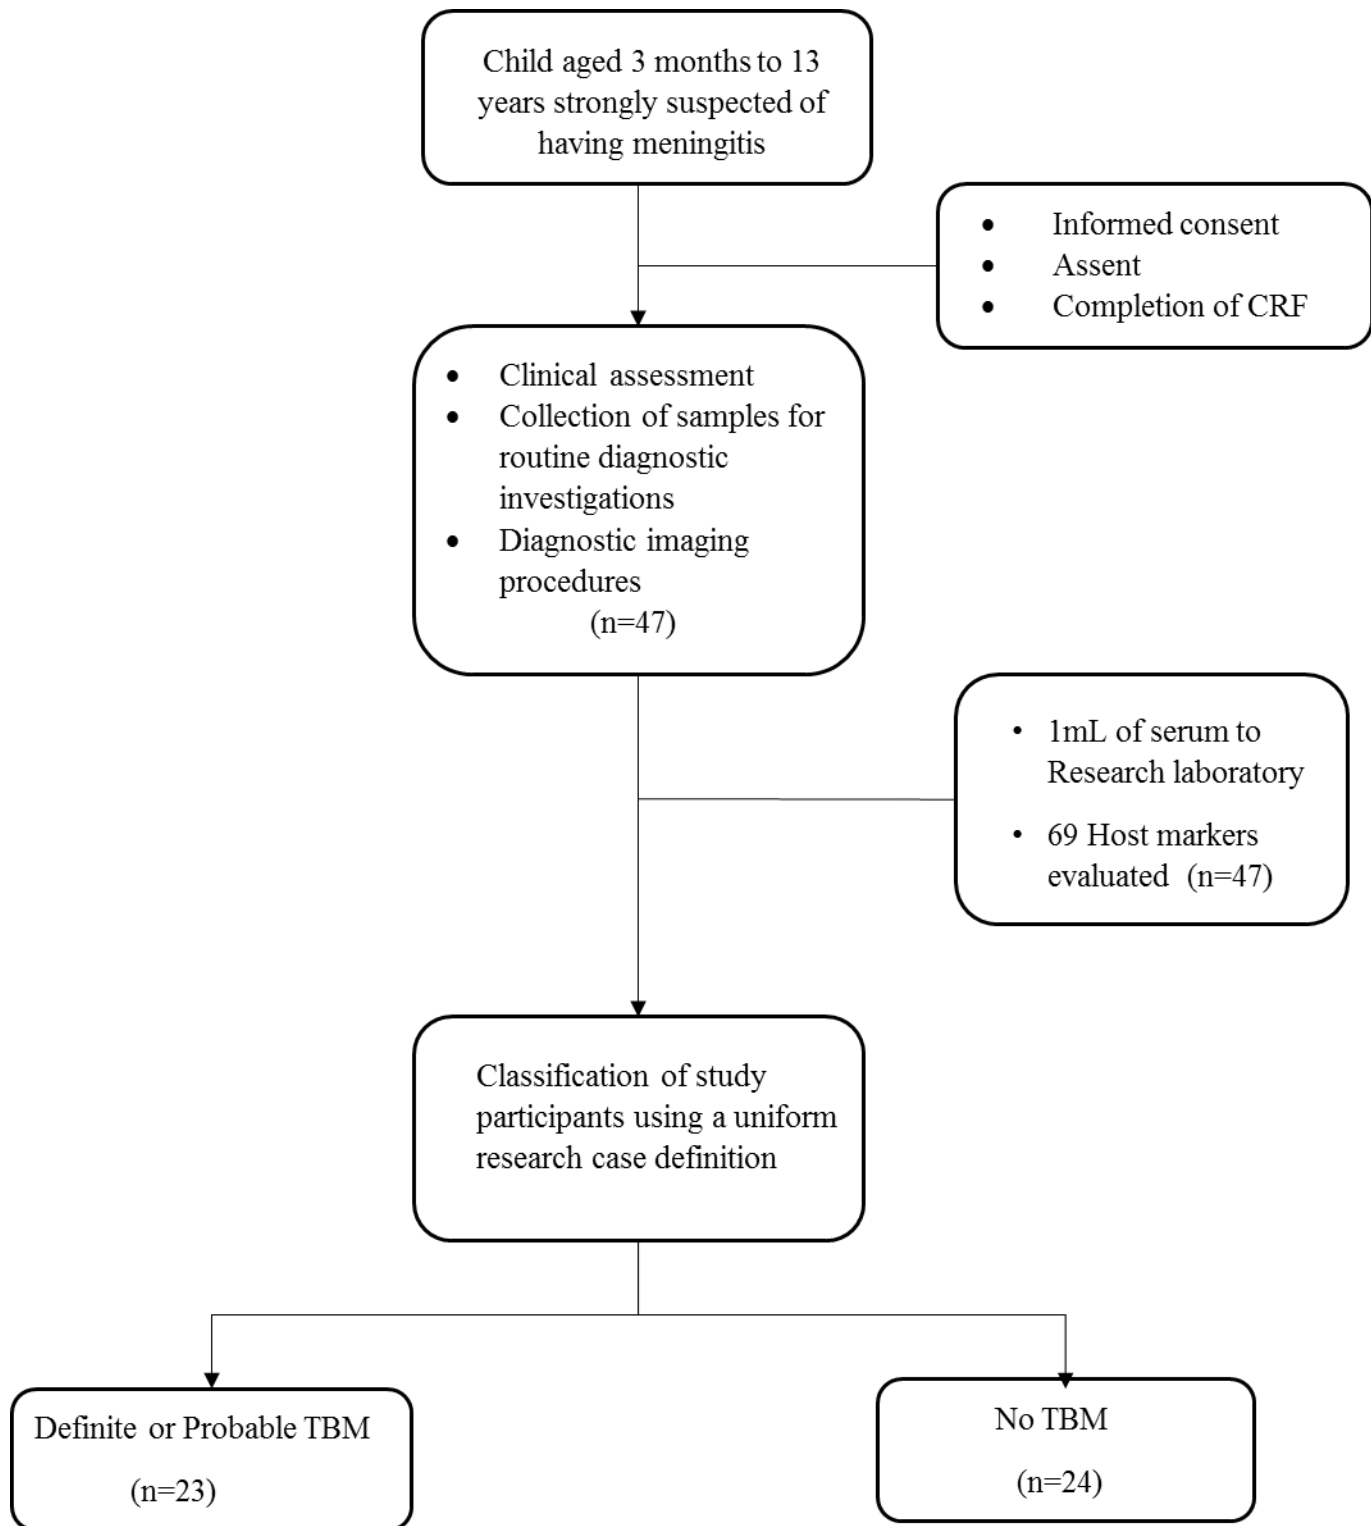 Child aged 3 months to 13
years strongly suspected of
having meningitis
• Informed consent
• Assent
• Completion of CRF
• Clinical assessment
• Collection of samples for
routine diagnostic
investigations
• Diagnostic imaging
procedures
(n=47)
• 1mL of serum to
Research laboratory
• 69 Host markers
evaluated (n=47)
Classification of study
participants using a uniform
research case definition
Definite or Probable TBM
(n=23)
No TBM
(n=24)